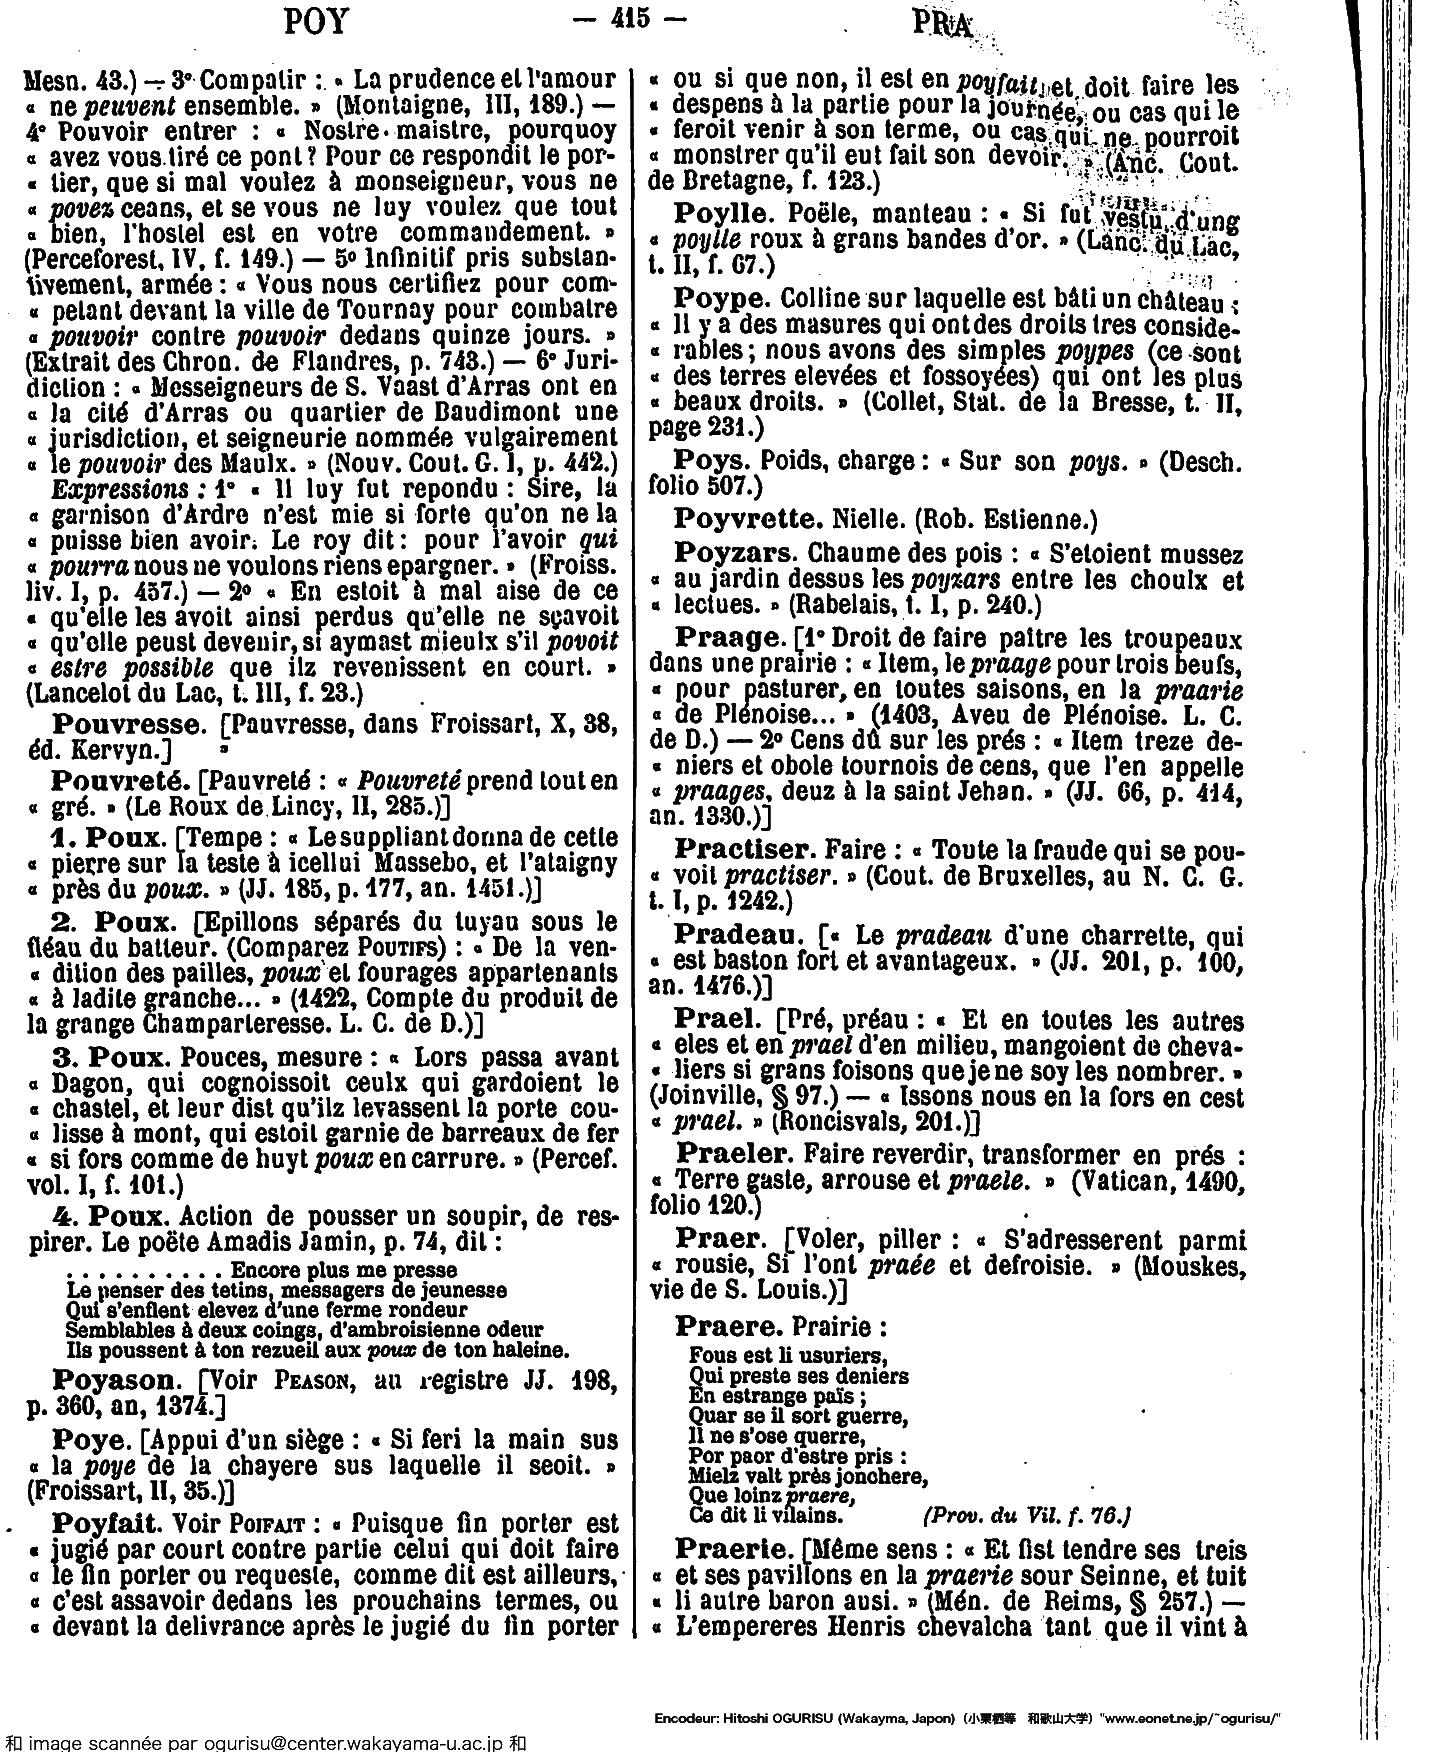 POY
— 415 —
PRA
Mesn. 43.) — 3° Compatir : « La prudence et l'amour
« ne peuvent ensemble. » (Montaigne, III, 189.) —
4° Pouvoir entrer : « Nostre maistre, pourquoy
« avez vous tiré ce pont ? Pour ce respondit le por-
« tier, que si mal voulez à monseigneur, vous ne
« povez ceans, et se vous ne luy voulez que tout
« bien, l'hostel est en votre commandement. »
(Perceforest, IV, f. 149.) — 5° Infinitif pris substan-
tivement, armée : « Vous nous certifiez pour com-
« petant devant la ville de Tournay pour combatre
« pouvoir contre pouvoir dedans quinze jours. »
(Extrait des Chron. de Flandres, p. 743.) — 6° Juri-
diction : « Messeigneurs de S. Vaast d'Arras ont en
« la cité d'Arras ou quartier de Baudimont une
« jurisdiction, et seigneurie nommée vulgairement
« le pouvoir des Maulx. » (Nouv. Cout. G. I, p. 442.)
Expressions : 1° « Il luy fut repondu : Sire, la
« garnison d'Ardre n'est mie si forte qu'on ne la
« puisse bien avoir. Le roy dit : pour l'avoir qui
« pourra nous ne voulons riens epargner. » (Froiss.
liv. I, p. 457.) — 2° « En estoit à mal aise de ce
« qu'elle les avoit ainsi perdus qu'elle ne sçavoit
« qu'elle peust devenir, si aymast mieulx s'il povoit
« estre possible que ilz revenissent en court. »
(Lancelot du Lac, t. III, f. 23.)
Pouvresse. [Pauvresse, dans Froissart, X, 38,
éd. Kervyn.]
Pouvreté. [Pauvreté : « Pouvreté prend tout en
« gré. » (Le Roux de Lincy, II, 285.)]
1. Poux. [Tempe : « Le suppliant donna de cette
« pierre sur la teste à icellui Massebo, et l'ataigny
« près du poux. » (JJ. 185, p. 177, an. 1451.)]
2. Poux. [Epillons séparés du tuyau sous le
fléau du batteur. (Comparez POUTIFS) : « De la ven-
« dition des pailles, poux et fourages appartenants
« à ladite granche... » (1422, Compte du produit de
la grange Champarteresse. L. C. de D.)]
3. Poux. Pouces, mesure : « Lors passa avant
« Dagon, qui cognoissoit ceulx qui gardoient le
« chastel, et leur dist qu'ilz levassent la porte cou-
« lisse à mont, qui estoit garnie de barreaux de fer
« si fors comme de huyt poux en carrure. » (Percef.
vol. I, f. 101.)
4. Poux. Action de pousser un soupir, de res-
pirer. Le poëte Amadis Jamin, p. 74, dit :
. . . . . . . . . . Encore plus me presse
Le penser des tetins, messagers de jeunesse
Qui s'enflent elevez d'une ferme rondeur
Semblables à deux coings, d'ambroisienne odeur
Ils poussent à ton rezueil aux poux de ton haleine.
Poyason. [Voir PEASON, au registre JJ. 198,
p. 360, an, 1374.]
Poye. [Appui d'un siège : « Si feri la main sus
« la poye de la chayere sus laquelle il seoit. »
(Froissart, II, 35.)]
Poyfait. Voir POIFAIT : « Puisque fin porter est
« jugié par court contre partie celui qui doit faire
« le fin porter ou requeste, comme dit est ailleurs,
« c'est assavoir dedans les prouchains termes, ou
« devant la delivrance après le jugié du fin porter
« ou si que non, il est en poyfait, et doit faire les
« despens à la partie pour la journée, ou cas qui le
« feroit venir à son terme, ou cas qui ne pourroit
« monstrer qu'il eut fait son devoir. » (Anc. Cout.
de Bretagne, f. 123.)
Poylle. Poële, manteau : « Si fut vestu d'ung
« poylle roux à grans bandes d'or. » (Lanc. du Lac,
t. II, f. 67.)
Poype. Colline sur laquelle est bâti un château :
« Il y a des masures qui ont des droits tres conside-
« rables ; nous avons des simples poypes (ce sont
« des terres elevées et fossoyées) qui ont les plus
« beaux droits. » (Collet, Stat. de la Bresse, t. II,
page 231.)
Poys. Poids, charge : « Sur son poys. » (Desch.
folio 507.)
Poyvrette. Nielle. (Rob. Estienne.)
Poyzars. Chaume des pois : « S'etoient mussez
« au jardin dessus les poyzars entre les choulx et
« lectues. » (Rabelais, t. I, p. 240.)
Praage. [1° Droit de faire paître les troupeaux
dans une prairie : « Item, le praage pour trois beufs,
« pour pasturer, en toutes saisons, en la praarie
« de Plénoise... » (1403, Aveu de Plénoise. L. C.
de D.) — 2° Cens dû sur les prés : « Item treze de-
« niers et obole tournois de cens, que l'en appelle
« praages, deuz à la saint Jehan. » (JJ. 66, p. 414,
an. 1330.)]
Practiser. Faire : « Toute la fraude qui se pou-
« voit practiser. » (Cout. de Bruxelles, au N. C. G.
t. I, p. 1242.)
Pradeau. [« Le pradeau d'une charrette, qui
« est baston fort et avantageux. » (JJ. 201, p. 100,
an. 1476.)]
Prael. [Pré, préau : « Et en toutes les autres
« eles et en prael d'en milieu, mangoient de cheva-
« liers si grans foisons que je ne soy les nombrer. »
(Joinville, § 97.) — « Issons nous en la fors en cest
« prael. » (Roncisvals, 201.)]
Praeler. Faire reverdir, transformer en prés :
« Terre gaste, arrouse et praele. » (Vatican, 1490,
folio 120.)
Praer. [Voler, piller : « S'adresserent parmi
« rousie, Si l'ont praée et defroisie. » (Mouskes,
vie de S. Louis.)]
Praere. Prairie :
Fous est li usuriers,
Qui preste ses deniers
En estrange païs ;
Quar se il sort guerre,
Il ne s'ose querre,
Por paor d'estre pris :
Mielz valt près jonchere,
Que loinz praere,
Ce dit li vilains. (Prov. du Vil. f. 76.)
Praerie. [Même sens : « Et fist tendre ses treis
« et ses pavillons en la praerie sour Seinne, et tuit
« li autre baron ausi. » (Mén. de Reims, § 257.) —
« L'empereres Henris chevalcha tant que il vint à
Encodeur: Hitoshi OGURISU (Wakayma, Japon) (小栗栖等 和歌山大学) "www.eonet.ne.jp/~ogurisu/"
和 image scannée par ogurisu@center.wakayama-u.ac.jp 和